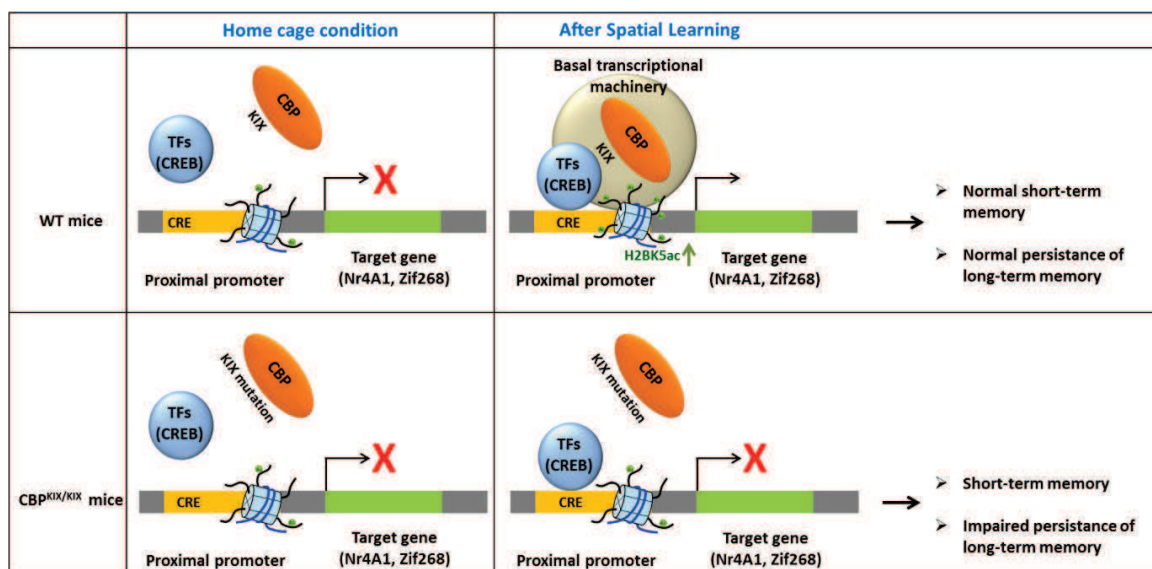 Home cage condition
After Spatial Learning
WT mice
TFs
(CREB)
KIX
CBP
X
CRE
Target gene
(Nr4A1, Zif268)
Proximal promoter
Basal transcriptional
machinery
TFs
(CREB)
KIX
CBP
CRE
H2BK5ac
Target gene
(Nr4A1, Zif268)
Proximal promoter
➢ Normal short-term
memory
➢ Normal persistance of
long-term memory
CBPKIX/KIX mice
TFs
(CREB)
KIX mutation
CBP
X
CRE
Target gene
(Nr4A1, Zif268)
Proximal promoter
TFs
(CREB)
KIX mutation
CBP
X
CRE
Target gene
(Nr4A1, Zif268)
Proximal promoter
➢ Short-term memory
➢ Impaired persistance of
long-term memory